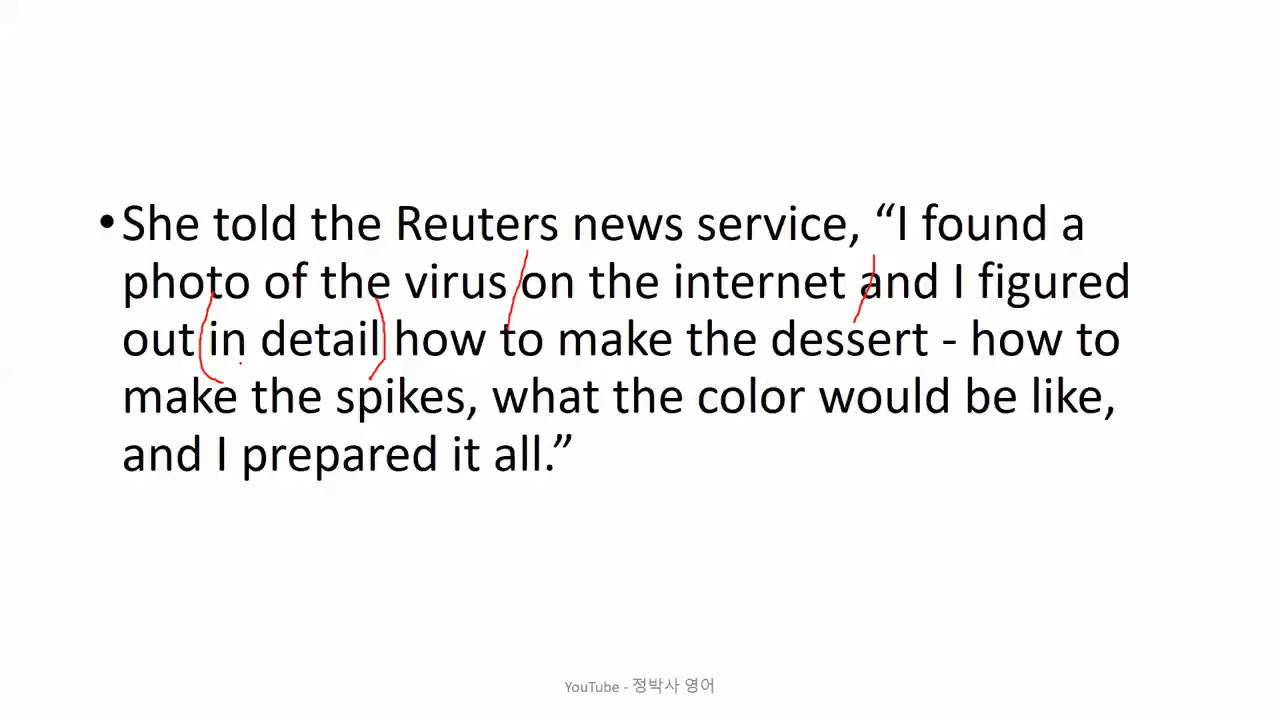 •She told the Reuters news service, “I found a
photo of the virus on the internet and I figured
out in detail how to make the dessert - how to
make the spikes, what the color would be like,
and I prepared it all.”
YouTube - 정박사 영어